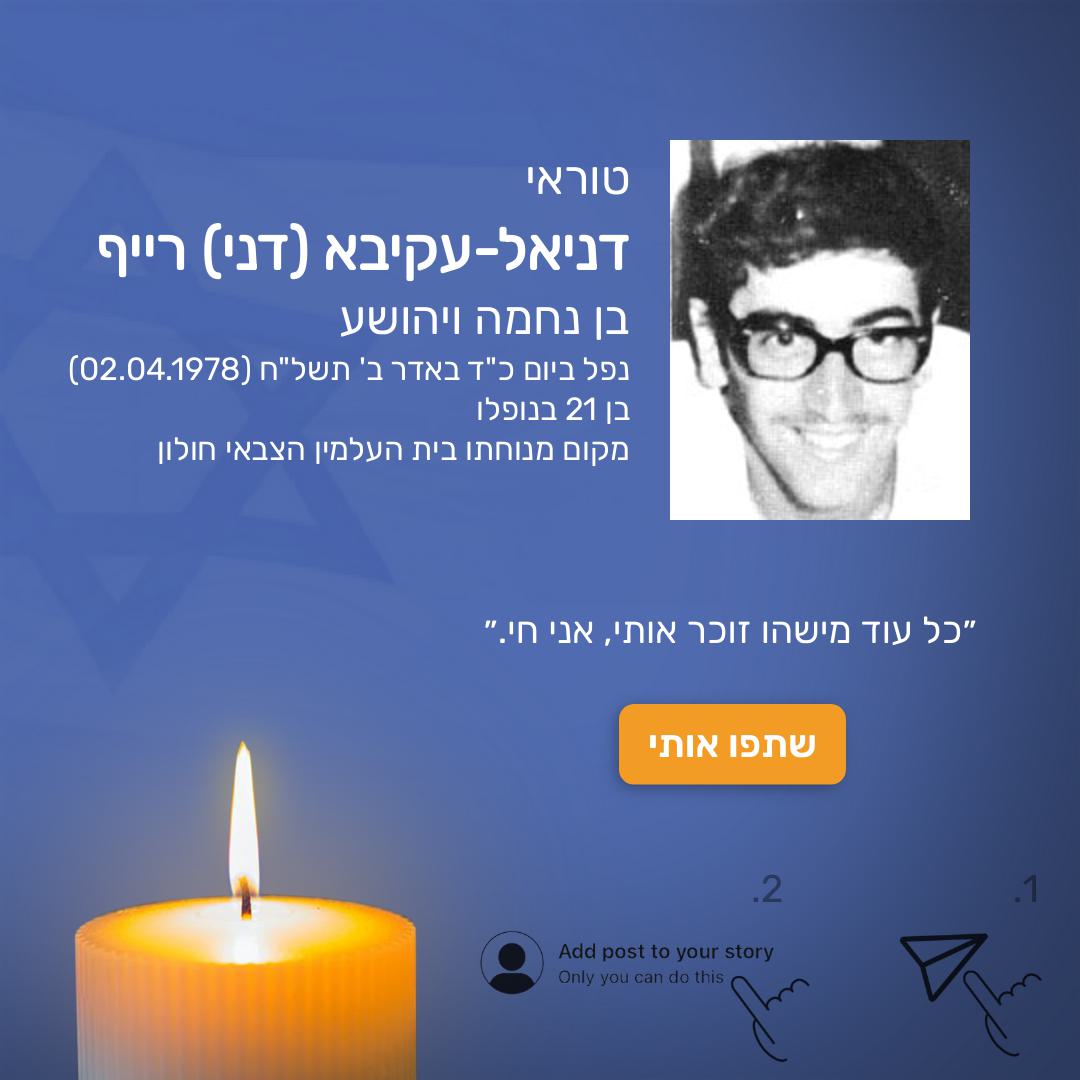 טוראי
דניאל-עקיבא (דני) רייף
בן נחמה ויהושע
נפל ביום כ"ד באדר ב' תשל"ח (02.04.1978)
בן 21 בנופלו
מקום מנוחתו בית העלמין הצבאי חולון
״כל עוד מישהו זוכר אותי, אני חי.״
שתפו אותי
.1
.2
Add post to your story
Only you can do this